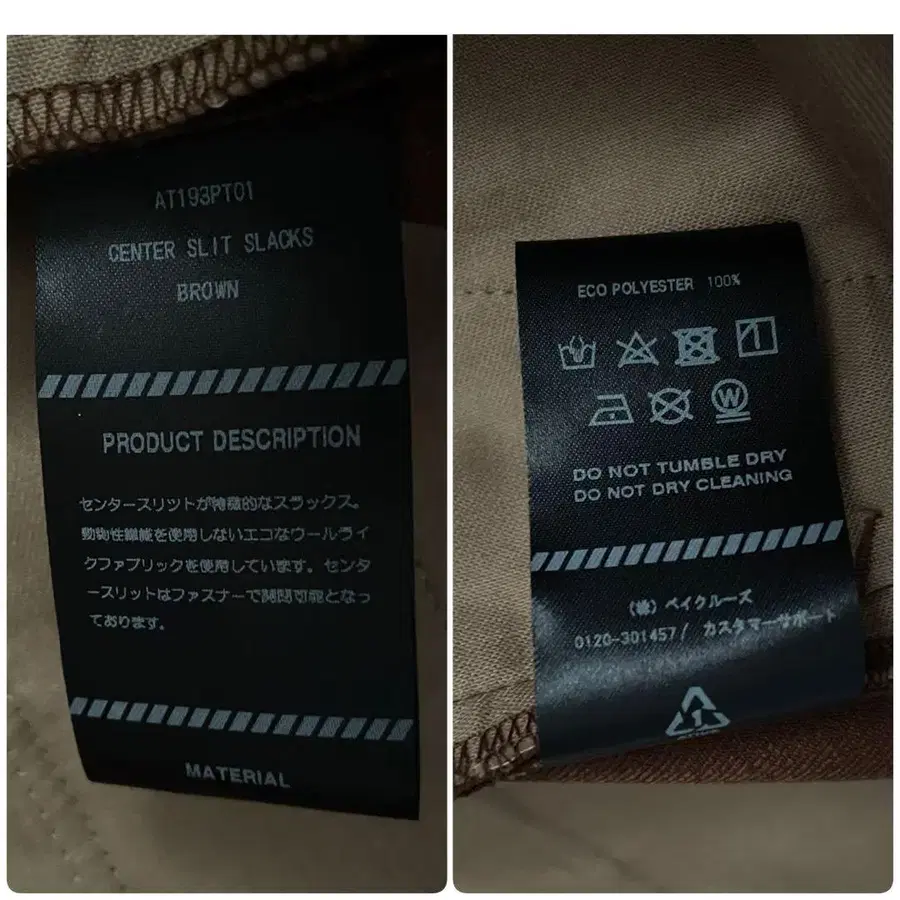 AT193PT01
CENTER SLIT SLACKS
BROWN
PRODUCT DESCRIPTION
センタースリットが特徴的なスラックス。
動物性繊維を使用しないエコなウールライ
クファブリックを使用しています。センタ
ースリットはファスナーで開閉可能となっ
ております。
MATERIAL
ECO POLYESTER 100%
W
DO NOT TUMBLE DRY
DO NOT DRY CLEANING
(株) ベイクルーズ
0120-301457/ カスタマーサポート
1